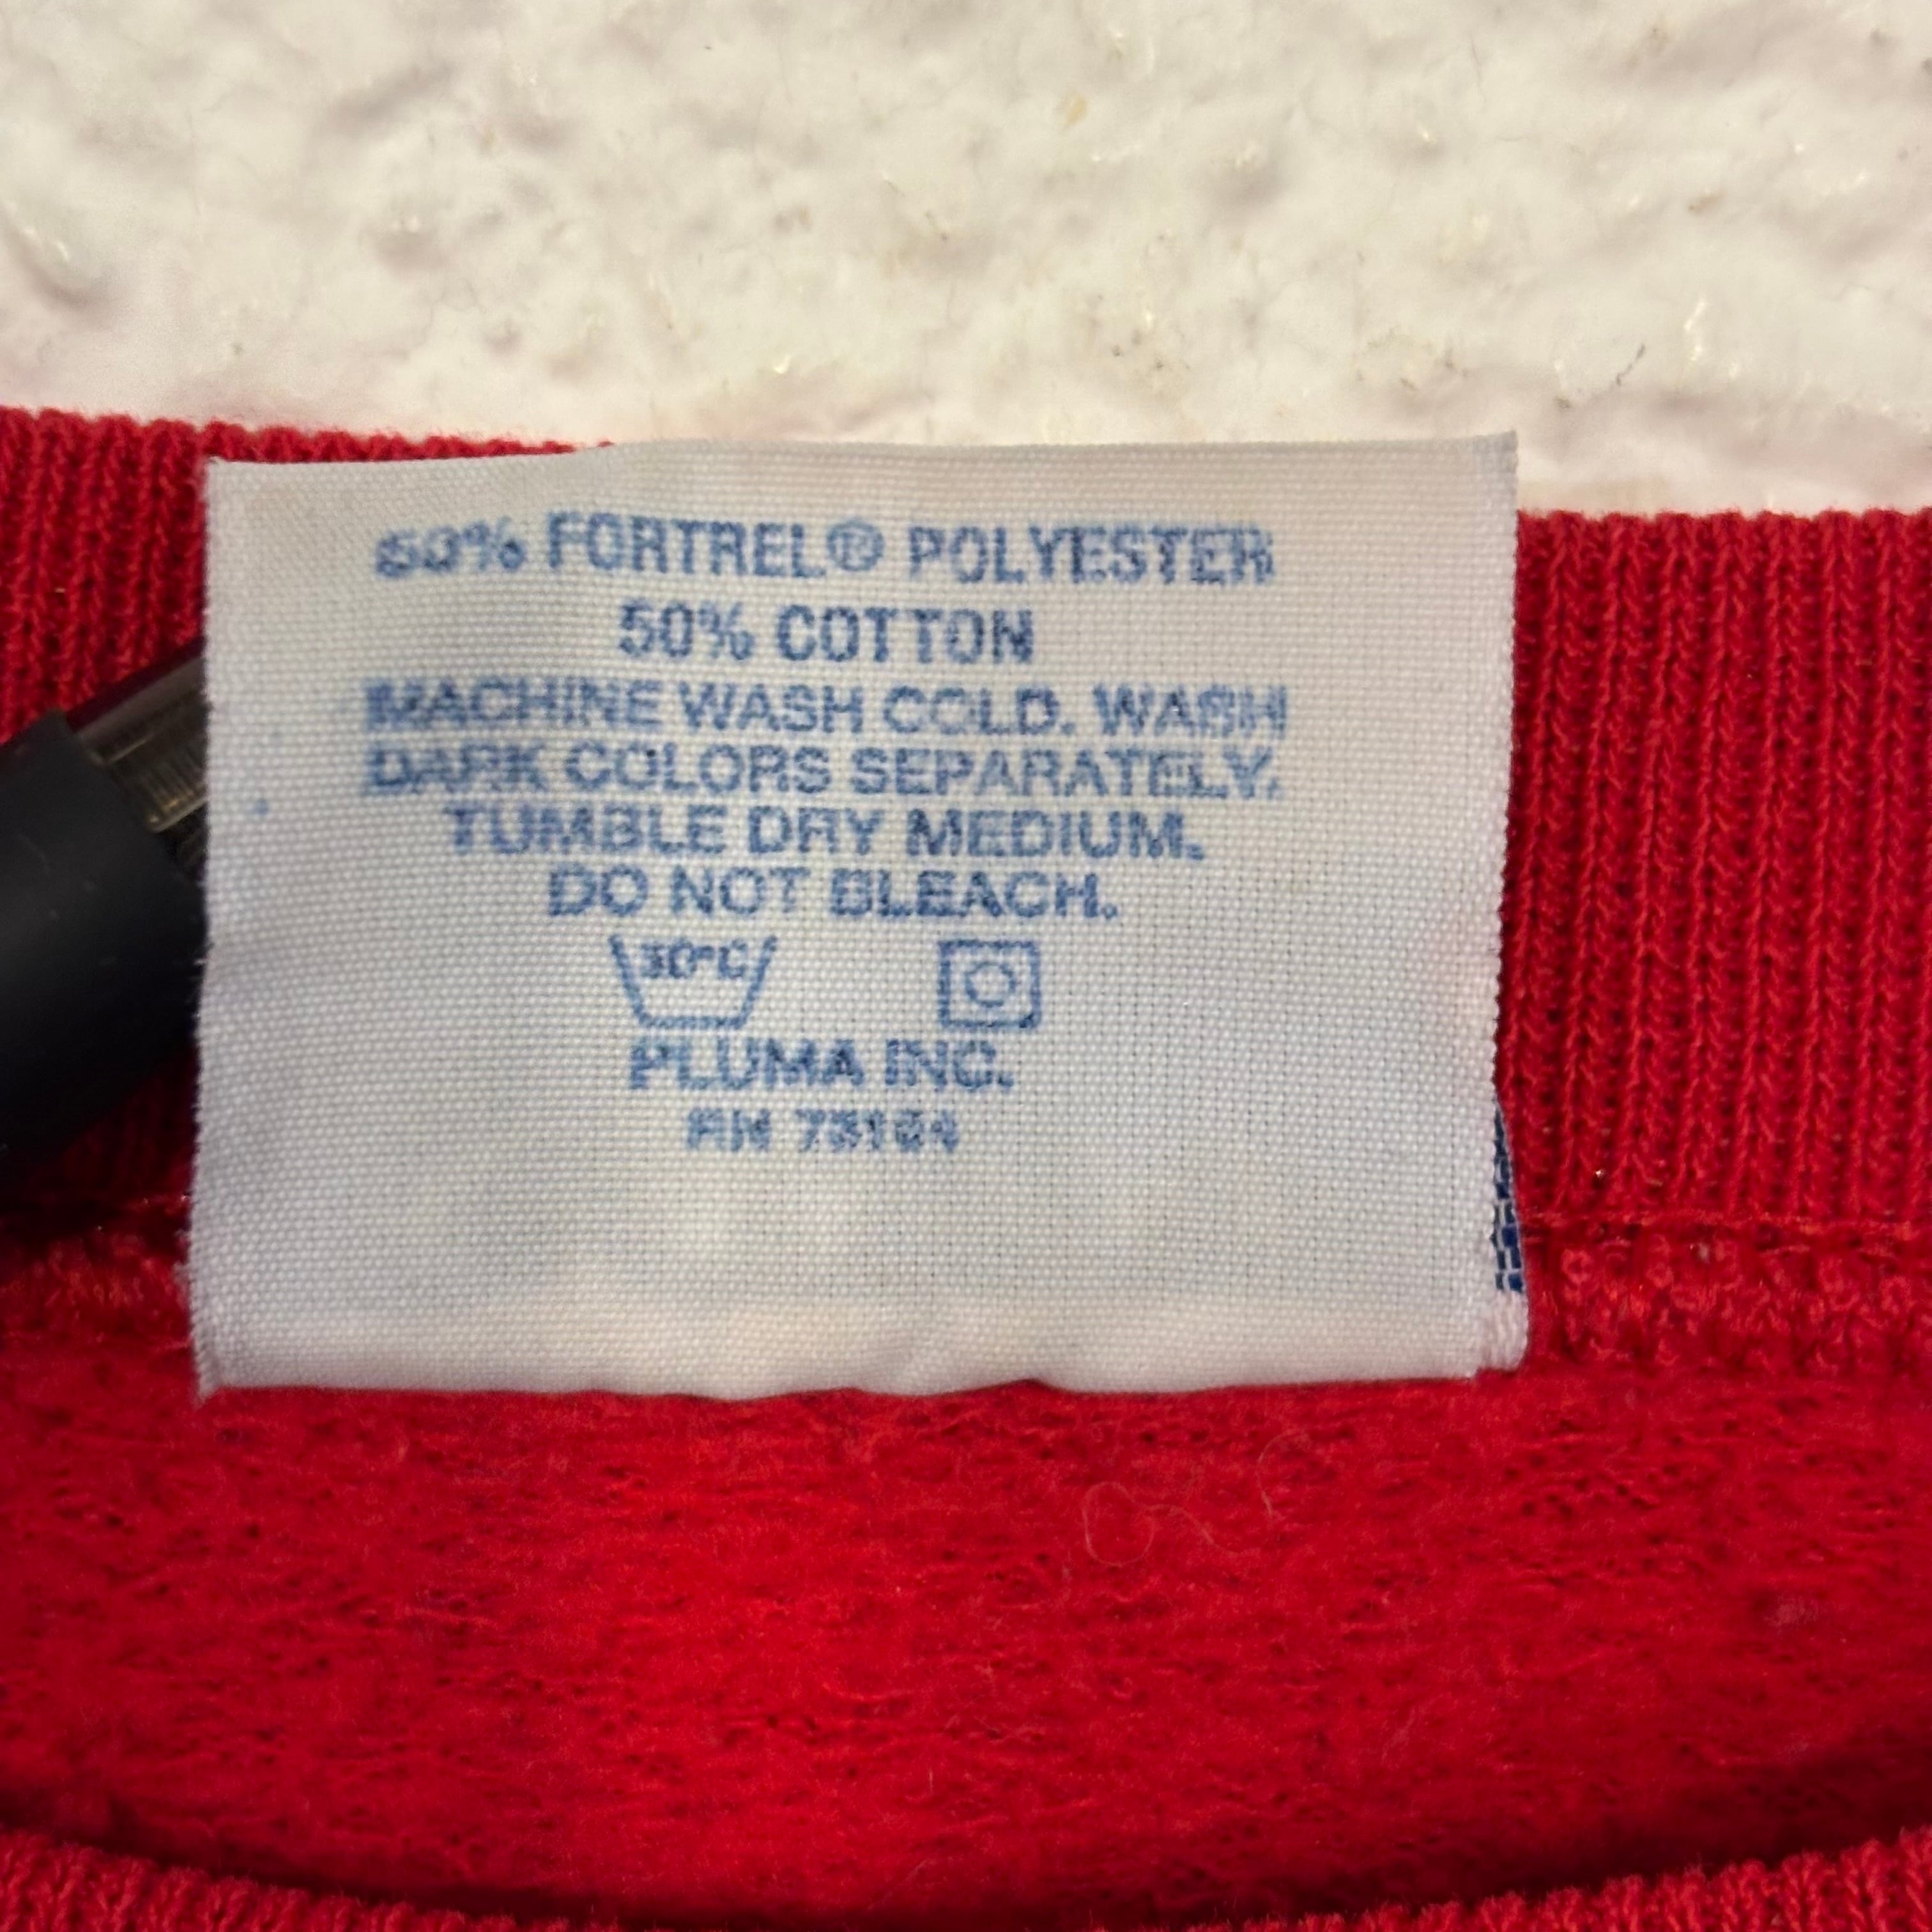 50% FORTREL® POLYESTER
50% COTTON
MACHINE WASH COLD. WASH
DARK COLORS SEPARATELY.
TUMBLE DRY MEDIUM.
DO NOT BLEACH.
30°C
PLUMA INC.
RN